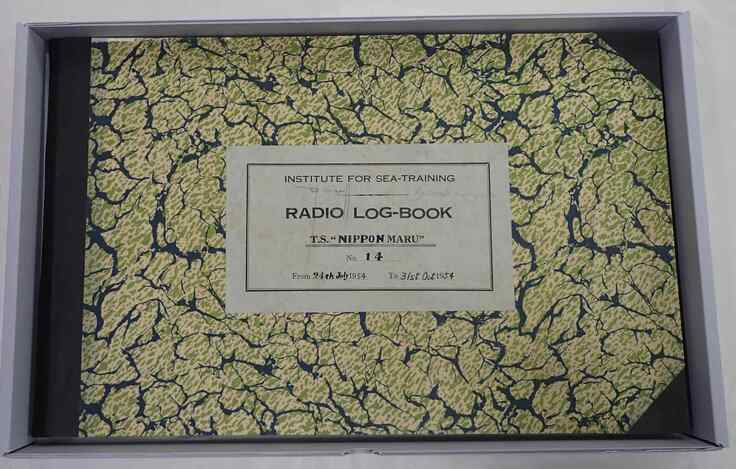 INSTITUTE FOR SEA-TRAINING
RADIO LOG-BOOK
T.S. "NIPPON MARU"
No. 14
From 24th July 1954 To 31st Oct 1954